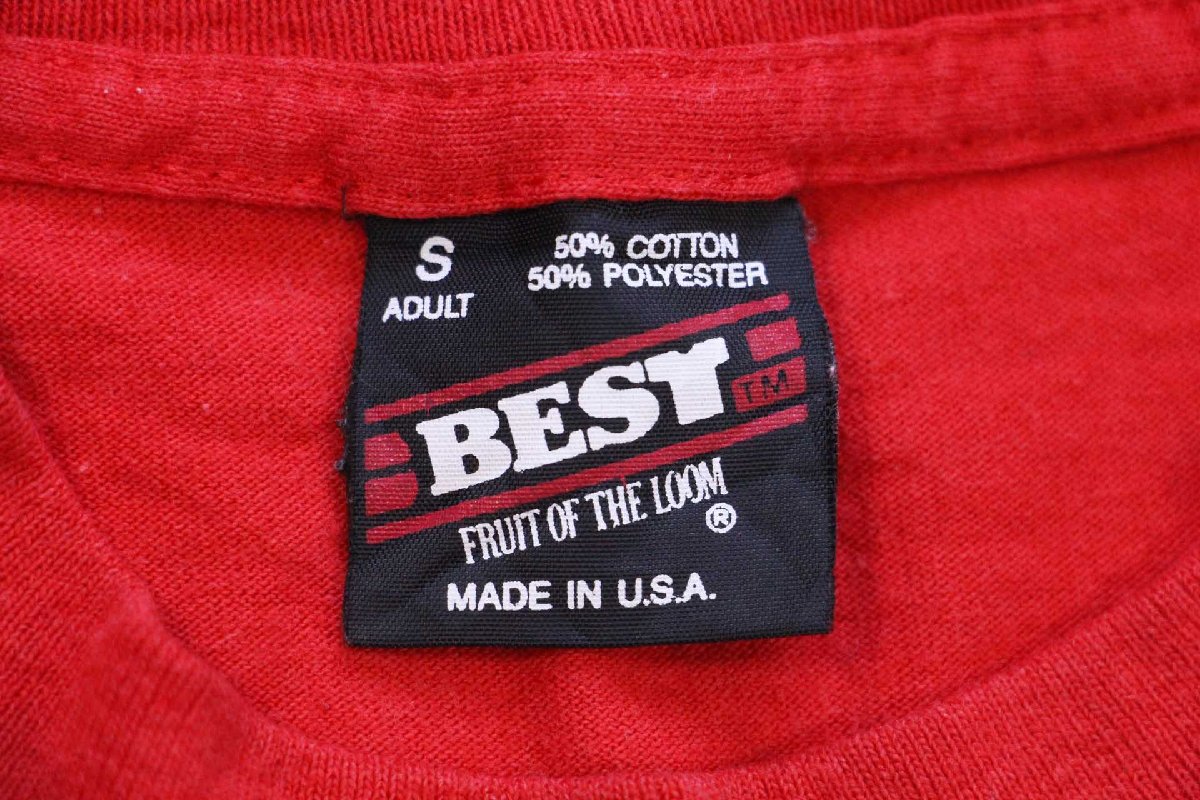 S
ADULT
50% COTTON
50% POLYESTER
BEST TM
FRUIT OF THE LOOM
®
MADE IN U.S.A.